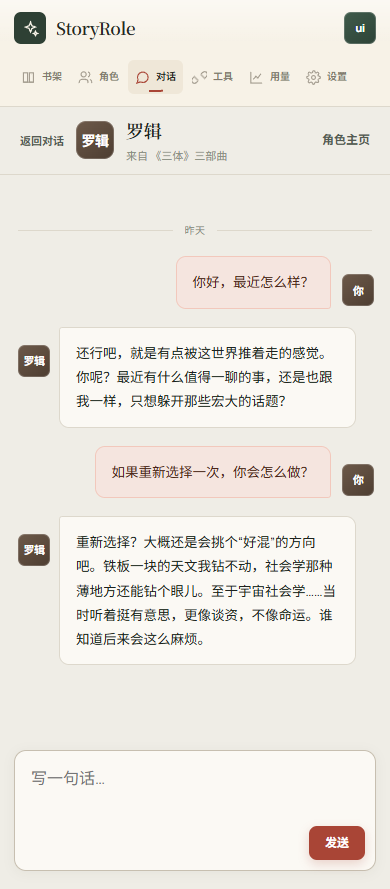 StoryRole
ui
书架
角色
对话
工具
用量
设置
返回对话
罗辑
罗辑
来自 《三体》三部曲
角色主页
昨天
你好，最近怎么样？
你
罗辑
还行吧，就是有点被这世界推着走的感觉。
你呢？最近有什么值得一聊的事，还是也跟
我一样，只想躲开那些宏大的话题？
如果重新选择一次，你会怎么做？
你
罗辑
重新选择？大概还是会挑个“好混”的方向
吧。铁板一块的天文我钻不动，社会学那种
薄地方还能钻个眼儿。至于宇宙社会学……当
时听着挺有意思，更像谈资，不像命运。谁
知道后来会这么麻烦。
写一句话…
发送